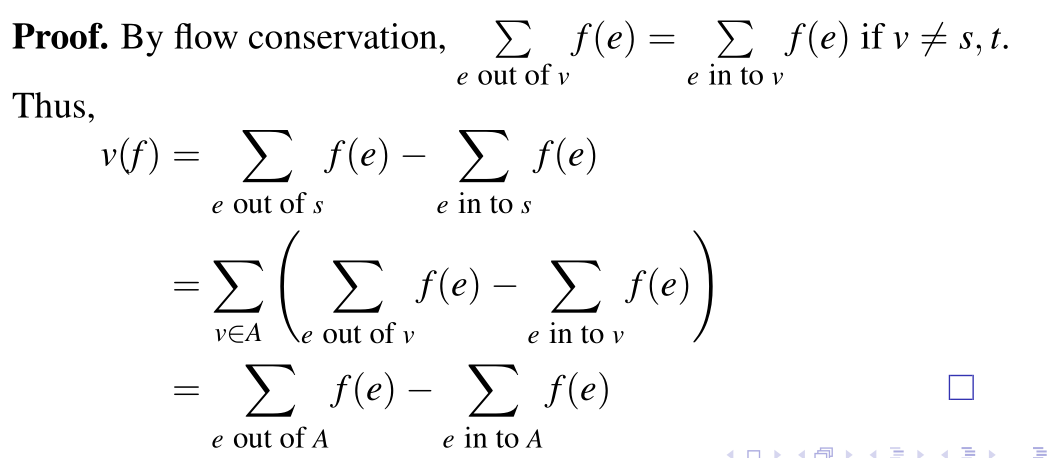 Proof. By flow conservation, ∑_{e out of v} f(e) = ∑_{e in to v} f(e) if v ≠ s, t.
Thus,
v(f) = ∑_{e out of s} f(e) − ∑_{e in to s} f(e)
= ∑_{v∈A} ( ∑_{e out of v} f(e) − ∑_{e in to v} f(e) )
= ∑_{e out of A} f(e) − ∑_{e in to A} f(e) □